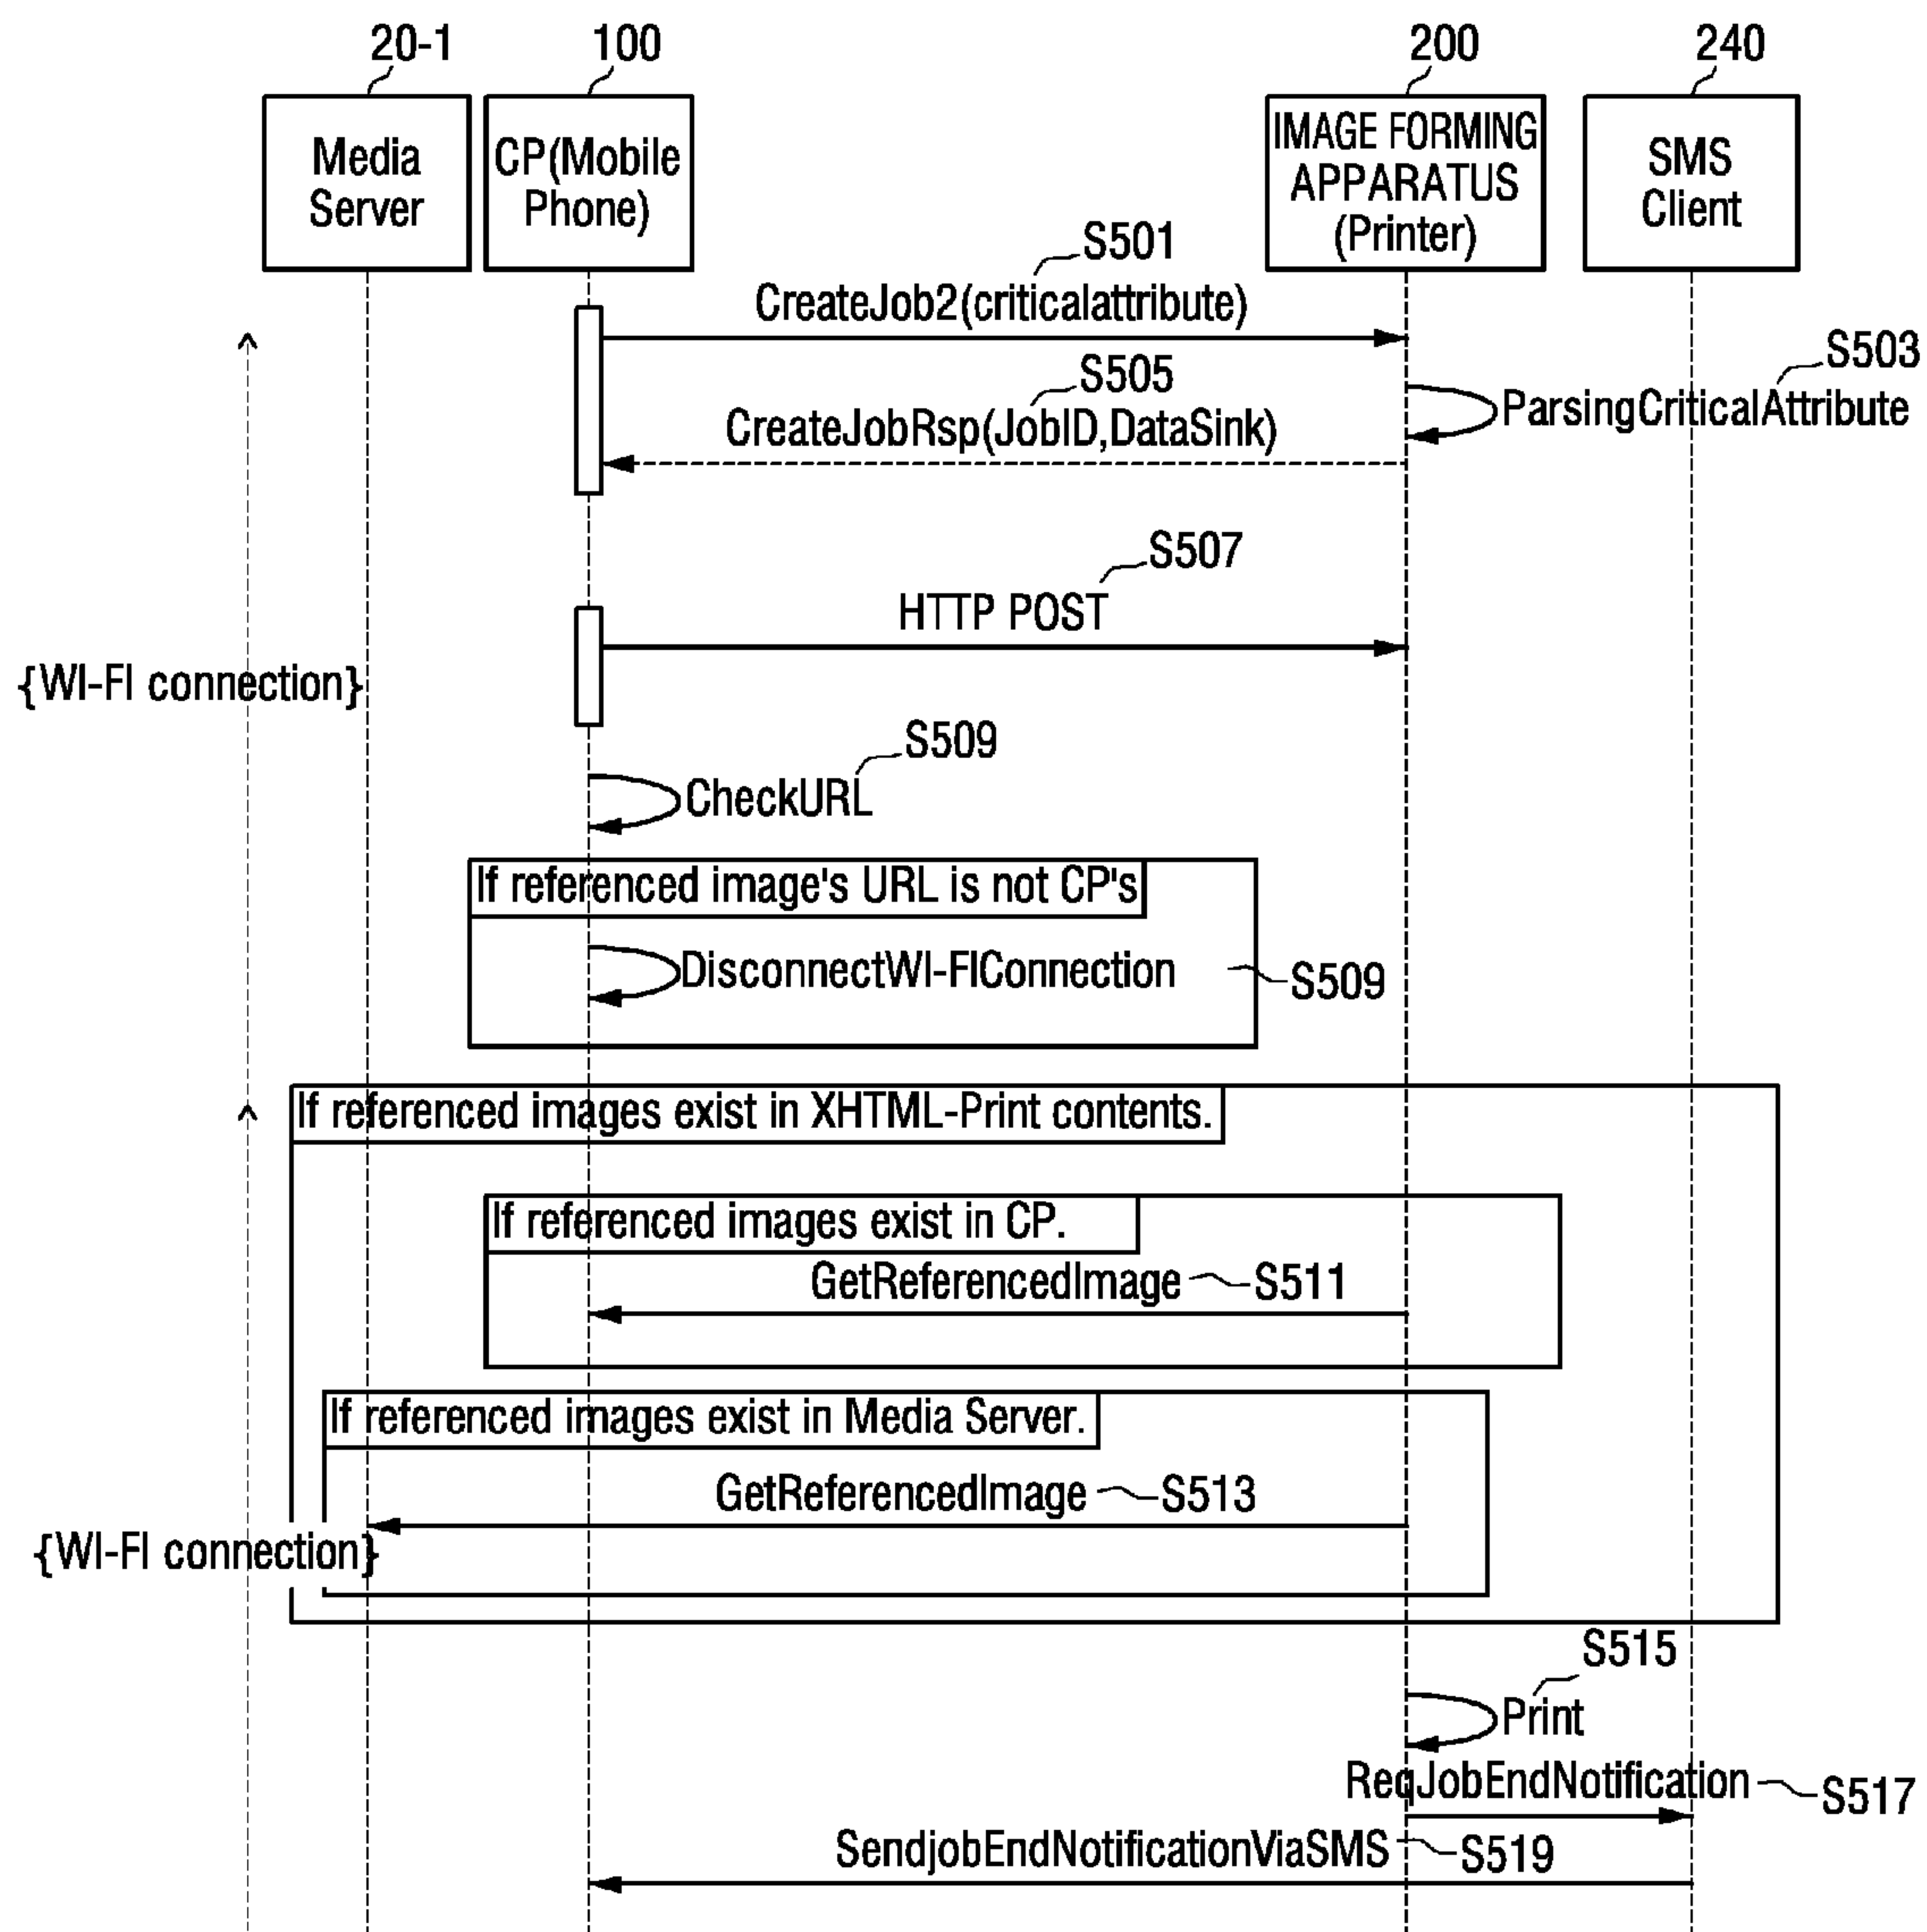 20-1
100
200
240
Media
Server
CP(Mobile
Phone)
IMAGE FORMING
APPARATUS
(Printer)
SMS
Client
S501
CreateJob2(criticalattribute)
S503
ParsingCriticalAttribute
S505
CreateJobRsp(JobID,DataSink)
S507
HTTP POST
{WI-FI connection}
S509
CheckURL
If referenced image's URL is not CP's
DisconnectWI-FIConnection
S509
If referenced images exist in XHTML-Print contents.
If referenced images exist in CP.
GetReferencedImage
S511
If referenced images exist in Media Server.
GetReferencedImage
S513
{WI-FI connection}
S515
Print
ReqJobEndNotification
S517
SendjobEndNotificationViaSMS
S519